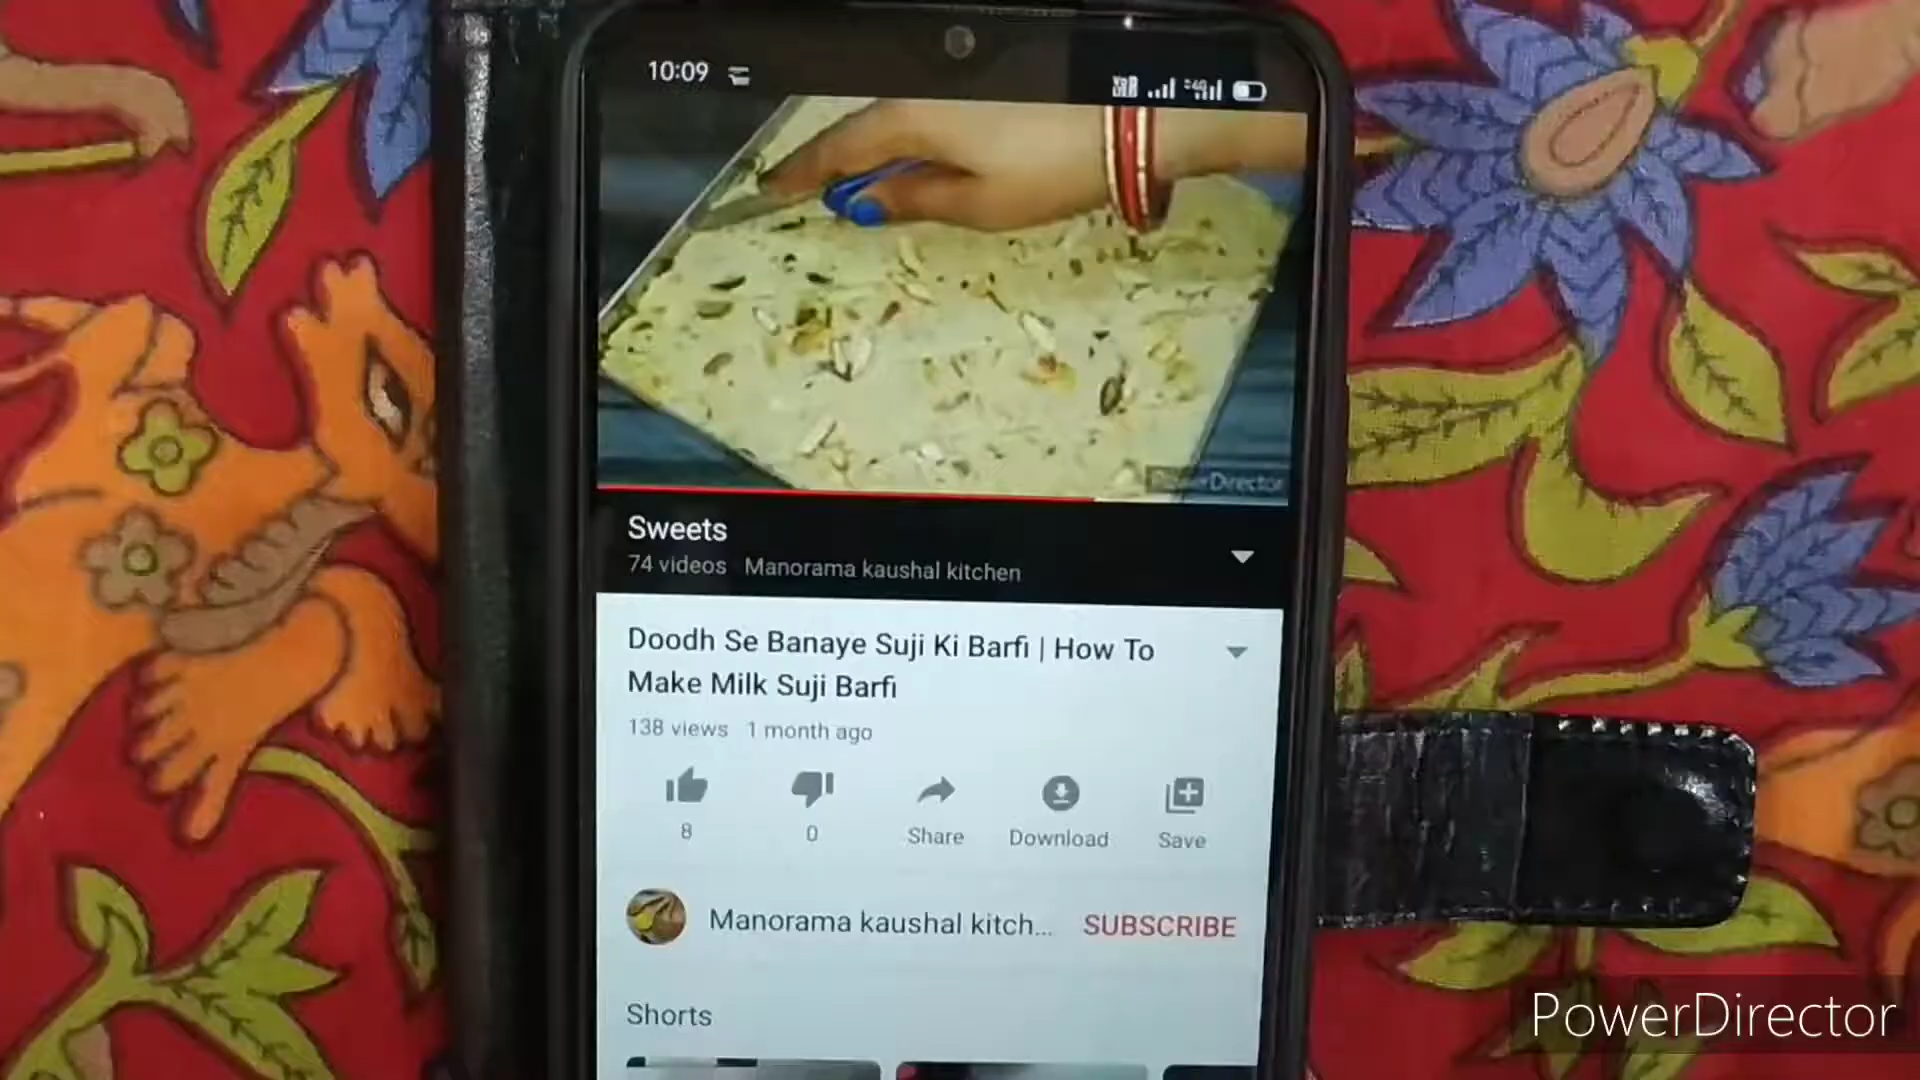 10:09
PowerDirector
Sweets
74 videos Manorama kaushal kitchen
Doodh Se Banaye Suji Ki Barfi | How To
Make Milk Suji Barfi
138 views 1 month ago
8 0 Share Download Save
Manorama kaushal kitch... SUBSCRIBE
Shorts
PowerDirector